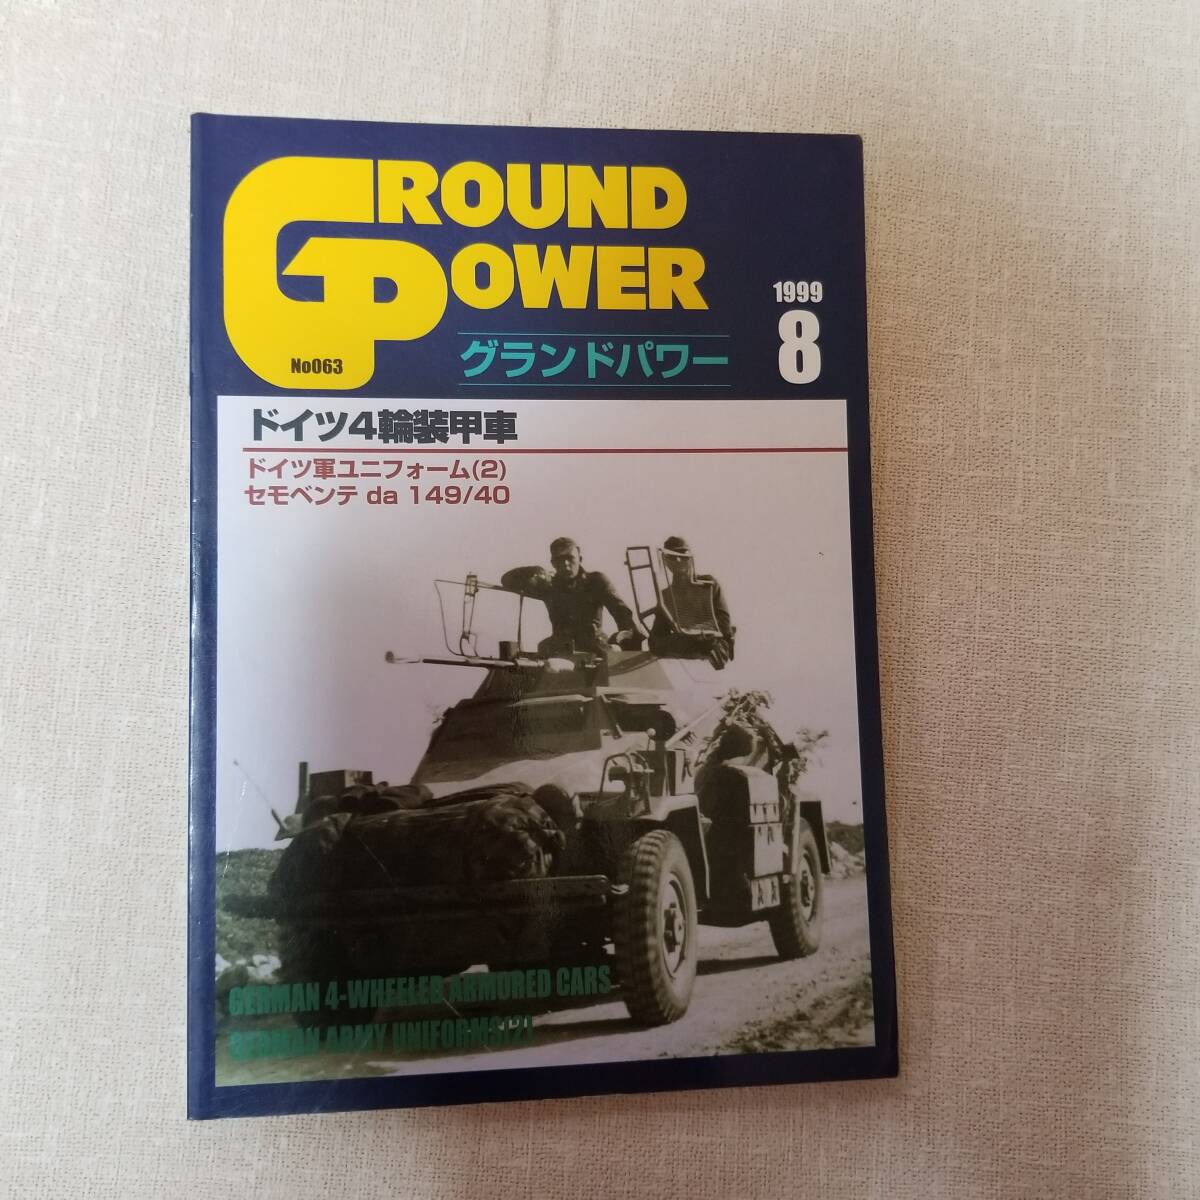 GROUND
POWER
グランドパワー
No063
1999
8
ドイツ4輪装甲車
ドイツ軍ユニフォーム(2)
セモベンテ da 149/40
GERMAN 4-WHEELER ARMORED CARS
GERMAN ARMY UNIFORMS(2)